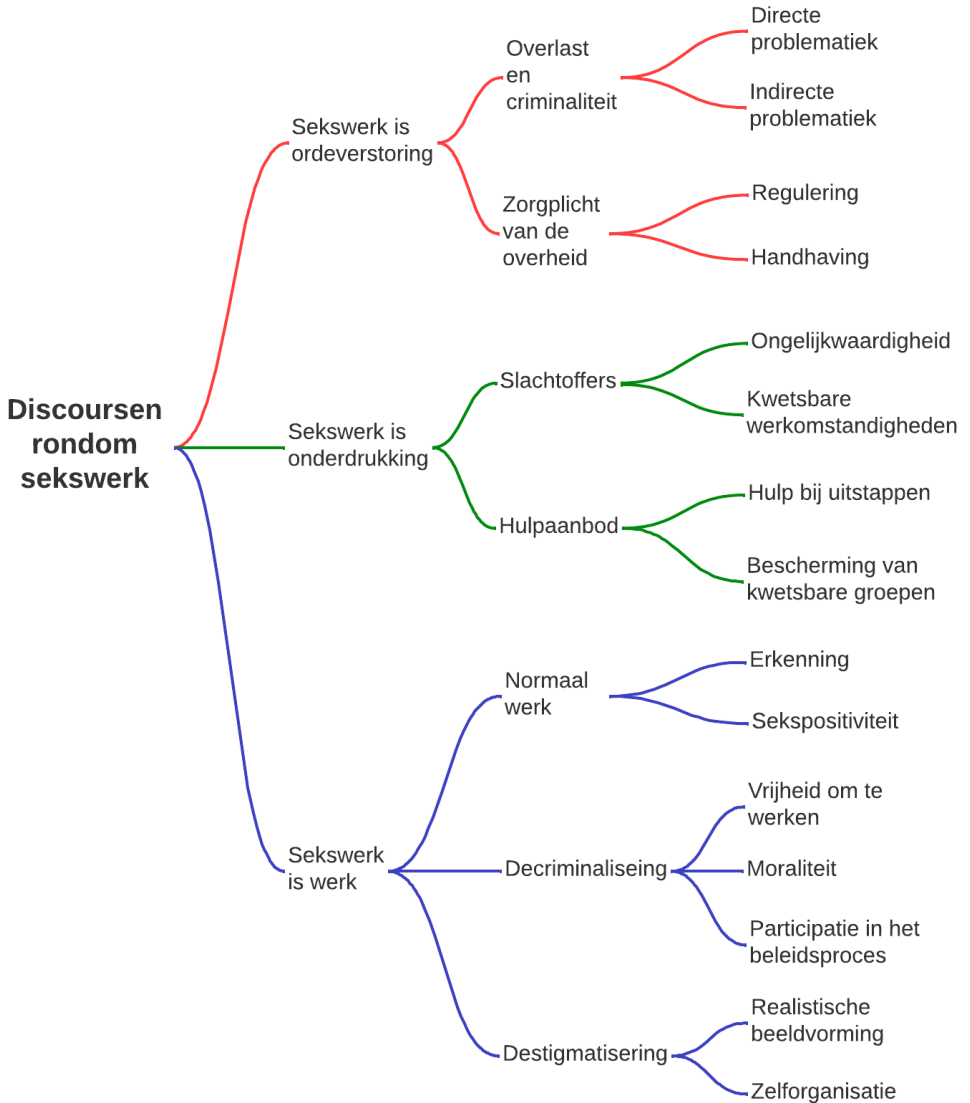 Discoursen
rondom
sekswerk
Sekswerk is
ordeverstoring
Overlast
en
criminaliteit
Directe
problematiek
Indirecte
problematiek
Zorgplicht
van de
overheid
Regulering
Handhaving
Sekswerk is
onderdrukking
Slachtoffers
Ongelijkwaardigheid
Kwetsbare
werkomstandigheden
Hulpaanbod
Hulp bij uitstappen
Bescherming van
kwetsbare groepen
Sekswerk
is werk
Normaal
werk
Erkenning
Sekspositiviteit
Decriminaliseing
Vrijheid om te
werken
Moraliteit
Participatie in het
beleidsproces
Destigmatisering
Realistische
beeldvorming
Zelforganisatie